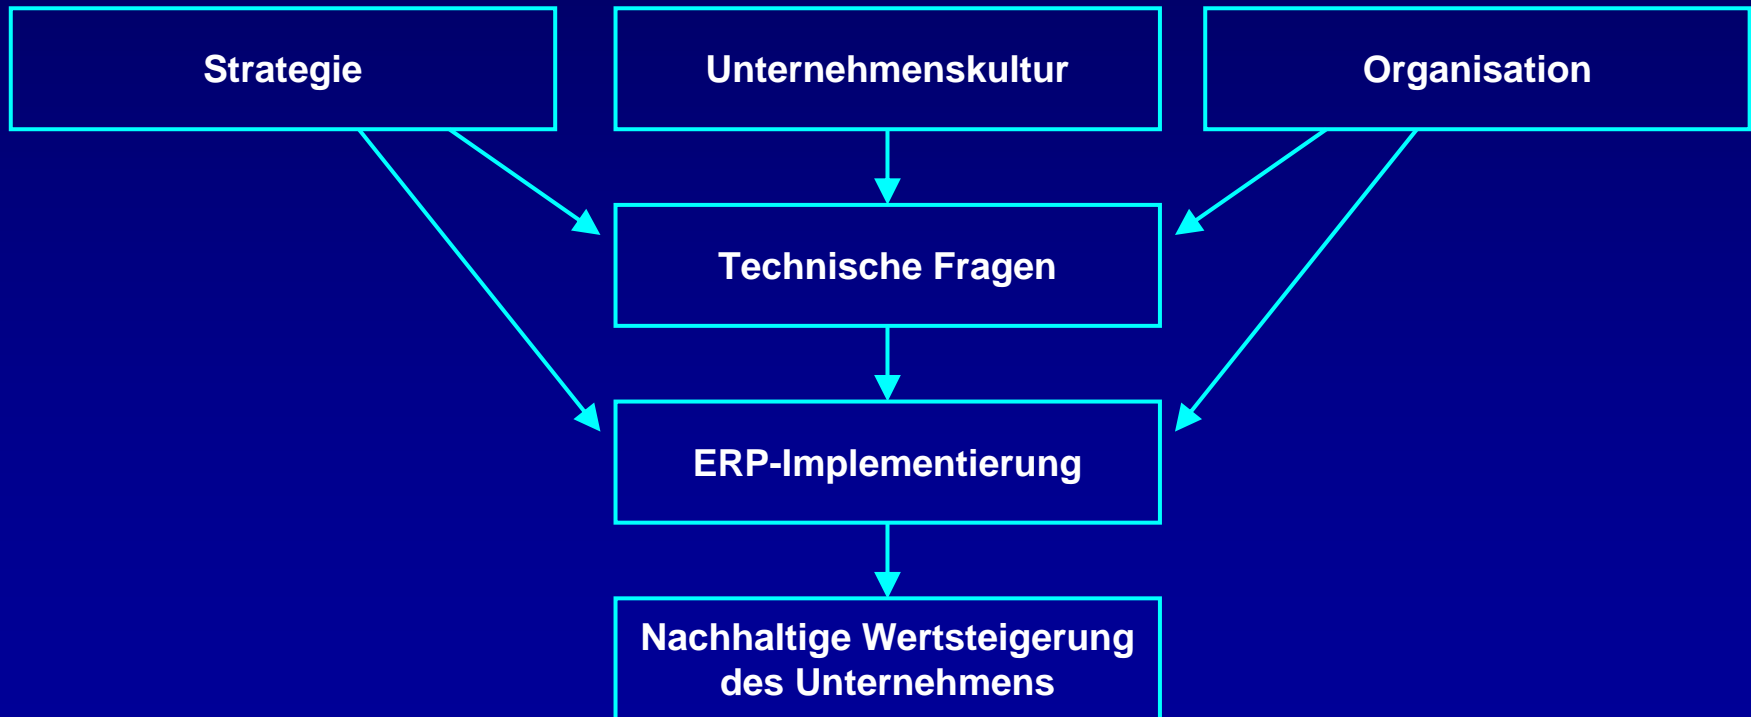 Strategie
Unternehmenskultur
Organisation
Technische Fragen
ERP-Implementierung
Nachhaltige Wertsteigerung
des Unternehmens